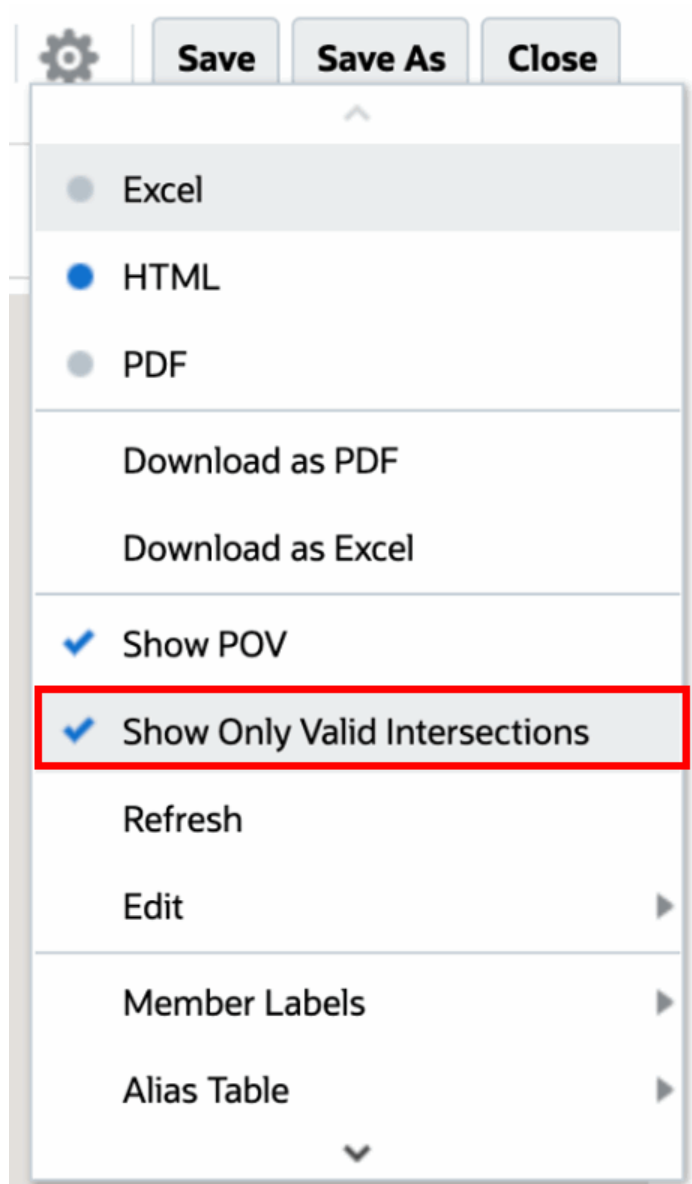 Save Save As Close
Excel
HTML
PDF
Download as PDF
Download as Excel
Show POV
Show Only Valid Intersections
Refresh
Edit
Member Labels
Alias Table